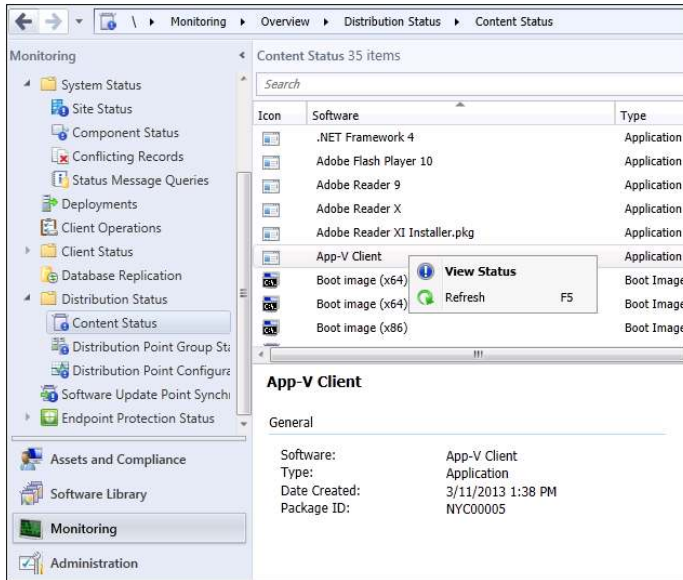 \ Monitoring Overview Distribution Status Content Status
Monitoring
System Status
Site Status
Component Status
Conflicting Records
Status Message Queries
Deployments
Client Operations
Client Status
Database Replication
Distribution Status
Content Status
Distribution Point Group Sta
Distribution Point Configura
Software Update Point Synchr
Endpoint Protection Status
Assets and Compliance
Software Library
Monitoring
Administration
Content Status 35 items
Search
Icon Software Type
.NET Framework 4 Application
Adobe Flash Player 10 Application
Adobe Reader 9 Application
Adobe Reader X Application
Adobe Reader XI Installer.pkg Application
App-V Client Application
Boot image (x64) Boot Image
Boot image (x64) Boot Image
Boot image (x86) Boot Image
View Status
Refresh F5
App-V Client
General
Software: App-V Client
Type: Application
Date Created: 3/11/2013 1:38 PM
Package ID: NYC00005